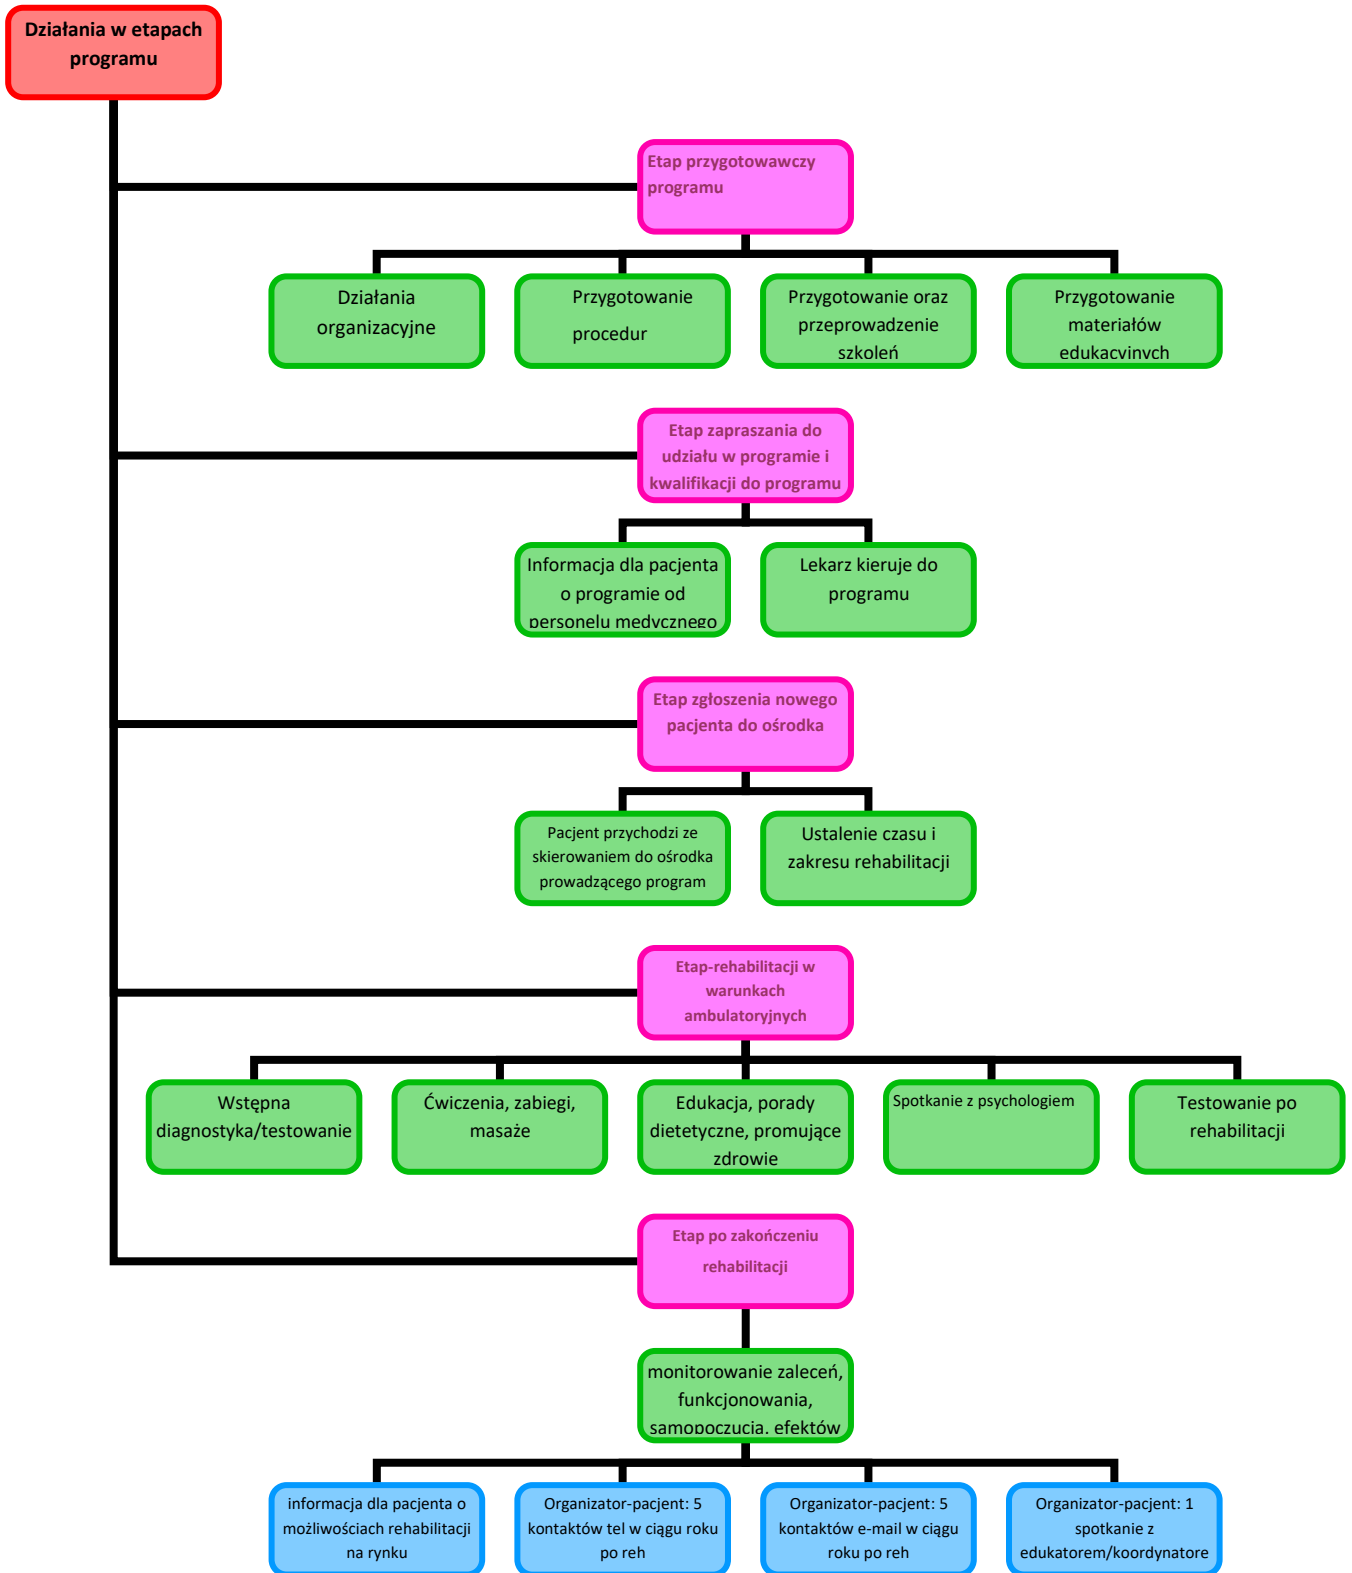 Działania w etapach
programu
Etap przygotowawczy
programu
Działania
organizacyjne
Przygotowanie
procedur
Przygotowanie oraz
przeprowadzenie
szkoleń
Przygotowanie
materiałów
edukacyjnych
Etap zapraszania do
udziału w programie i
kwalifikacji do programu
Informacja dla pacjenta
o programie od
personelu medycznego
Lekarz kieruje do
programu
Etap zgłoszenia nowego
pacjenta do ośrodka
Pacjent przychodzi ze
skierowaniem do ośrodka
prowadzącego program
Ustalenie czasu i
zakresu rehabilitacji
Etap-rehabilitacji w
warunkach
ambulatoryjnych
Wstępna
diagnostyka/testowanie
Ćwiczenia, zabiegi,
masaże
Edukacja, porady
dietetyczne, promujące
zdrowie
Spotkanie z psychologiem
Testowanie po
rehabilitacji
Etap po zakończeniu
rehabilitacji
monitorowanie zaleceń,
funkcjonowania,
samopoczucia, efektów
informacja dla pacjenta o
możliwościach rehabilitacji
na rynku
Organizator-pacjent: 5
kontaktów tel w ciągu roku
po reh
Organizator-pacjent: 5
kontaktów e-mail w ciągu
roku po reh
Organizator-pacjent: 1
spotkanie z
edukatorem/koordynatore